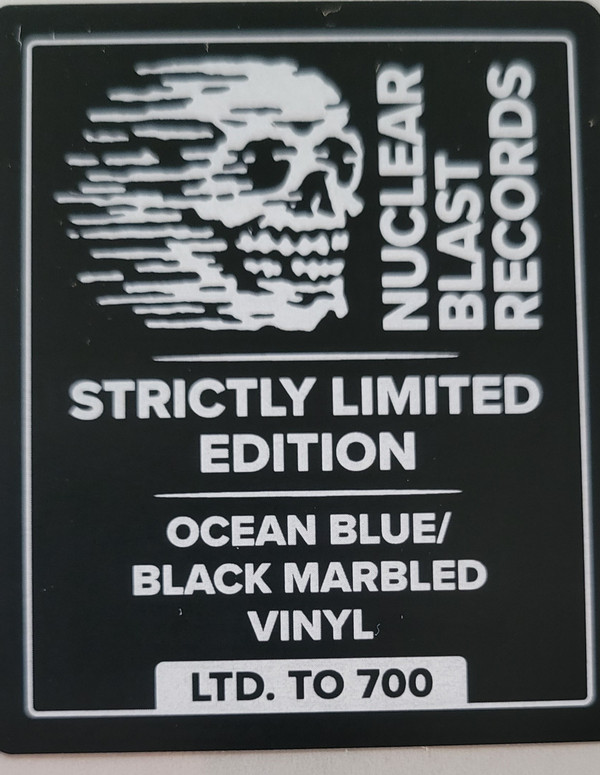 NUCLEAR
BLAST
RECORDS
STRICTLY LIMITED
EDITION
OCEAN BLUE/
BLACK MARBLED
VINYL
LTD. TO 700